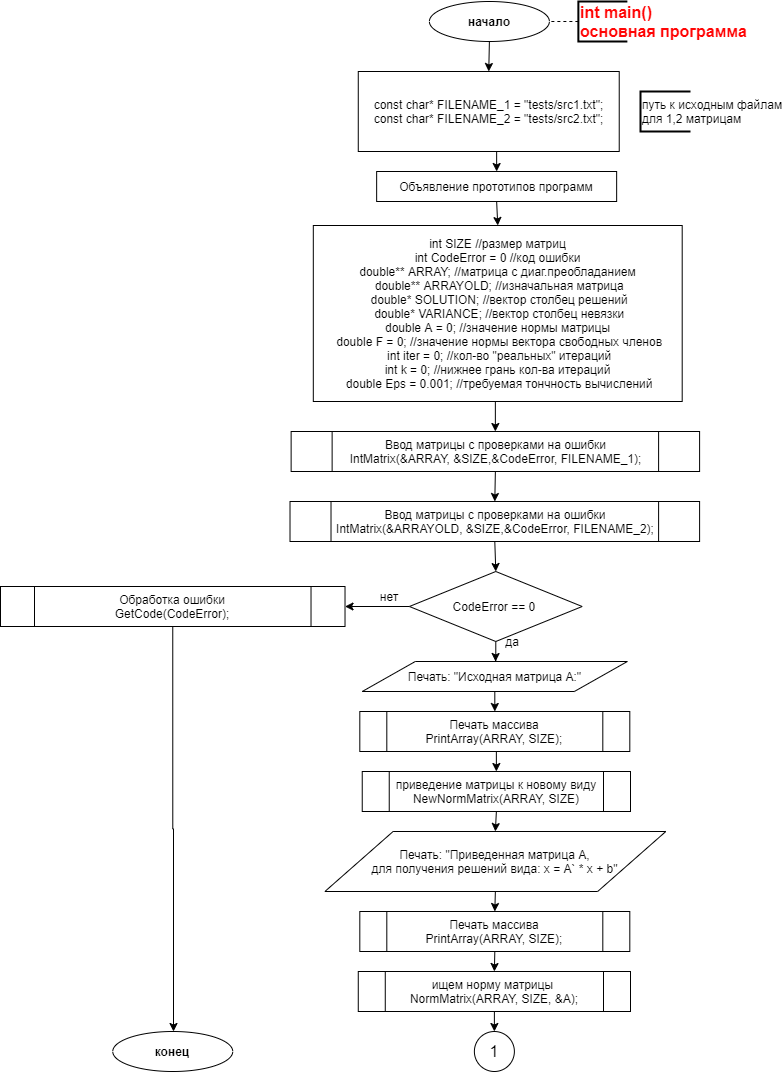 начало
int main()
основная программа
const char* FILENAME_1 = "tests/src1.txt";
const char* FILENAME_2 = "tests/src2.txt";
путь к исходным файлам
для 1,2 матрицам
Объявление прототипов программ
int SIZE //размер матриц
int CodeError = 0 //код ошибки
double** ARRAY; //матрица с диаг.преобладанием
double** ARRAYOLD; //изначальная матрица
double* SOLUTION; //вектор столбец решений
double* VARIANCE; //вектор столбец невязки
double A = 0; //значение нормы матрицы
double F = 0; //значение нормы вектора свободных членов
int iter = 0; //кол-во "реальных" итераций
int k = 0; //нижнее грань кол-ва итераций
double Eps = 0.001; //требуемая тончность вычислений
Ввод матрицы с проверками на ошибки
IntMatrix(&ARRAY, &SIZE,&CodeError, FILENAME_1);
Ввод матрицы с проверками на ошибки
IntMatrix(&ARRAYOLD, &SIZE,&CodeError, FILENAME_2);
CodeError == 0
нет
Обработка ошибки
GetCode(CodeError);
да
Печать: "Исходная матрица А:"
Печать массива
PrintArray(ARRAY, SIZE);
приведение матрицы к новому виду
NewNormMatrix(ARRAY, SIZE)
Печать: "Приведенная матрица А,
для получения решений вида: x = A` * x + b"
Печать массива
PrintArray(ARRAY, SIZE);
ищем норму матрицы
NormMatrix(ARRAY, SIZE, &A);
конец
1